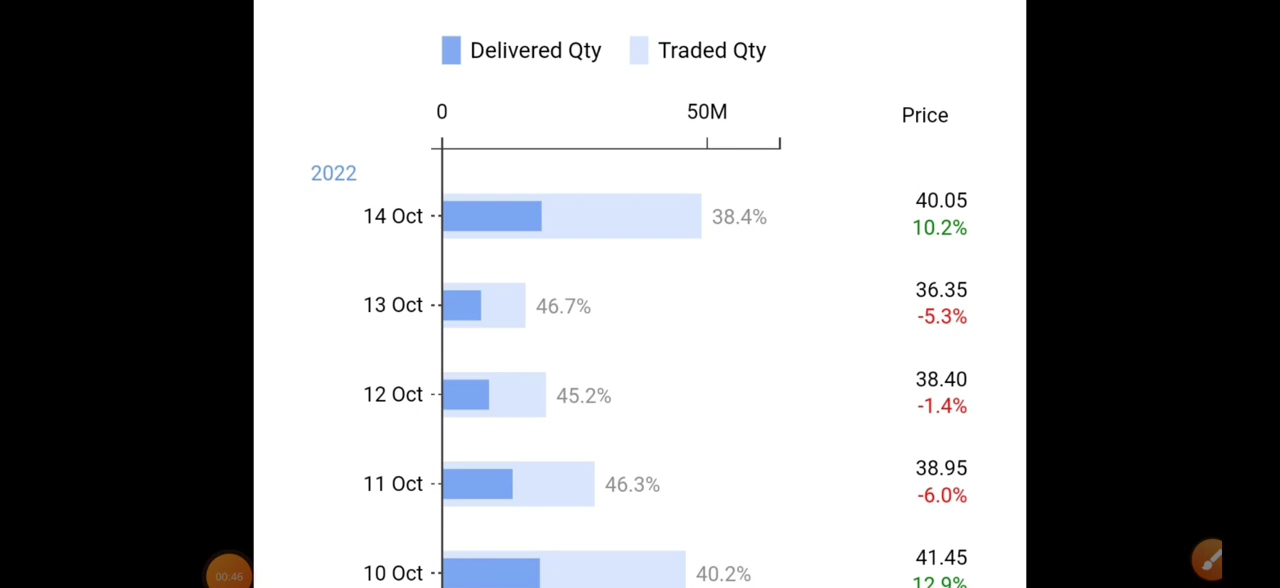 Delivered Qty Traded Qty
0 50M Price
2022
14 Oct 38.4% 40.05
10.2%
13 Oct 46.7% 36.35
-5.3%
12 Oct 45.2% 38.40
-1.4%
11 Oct 46.3% 38.95
-6.0%
10 Oct 40.2% 41.45
12.9%
00:46